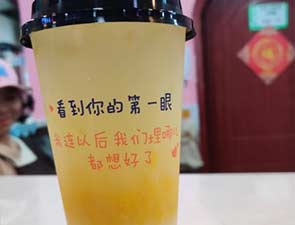 看到你的第一眼
我连以后我们埋哪儿
都想好了